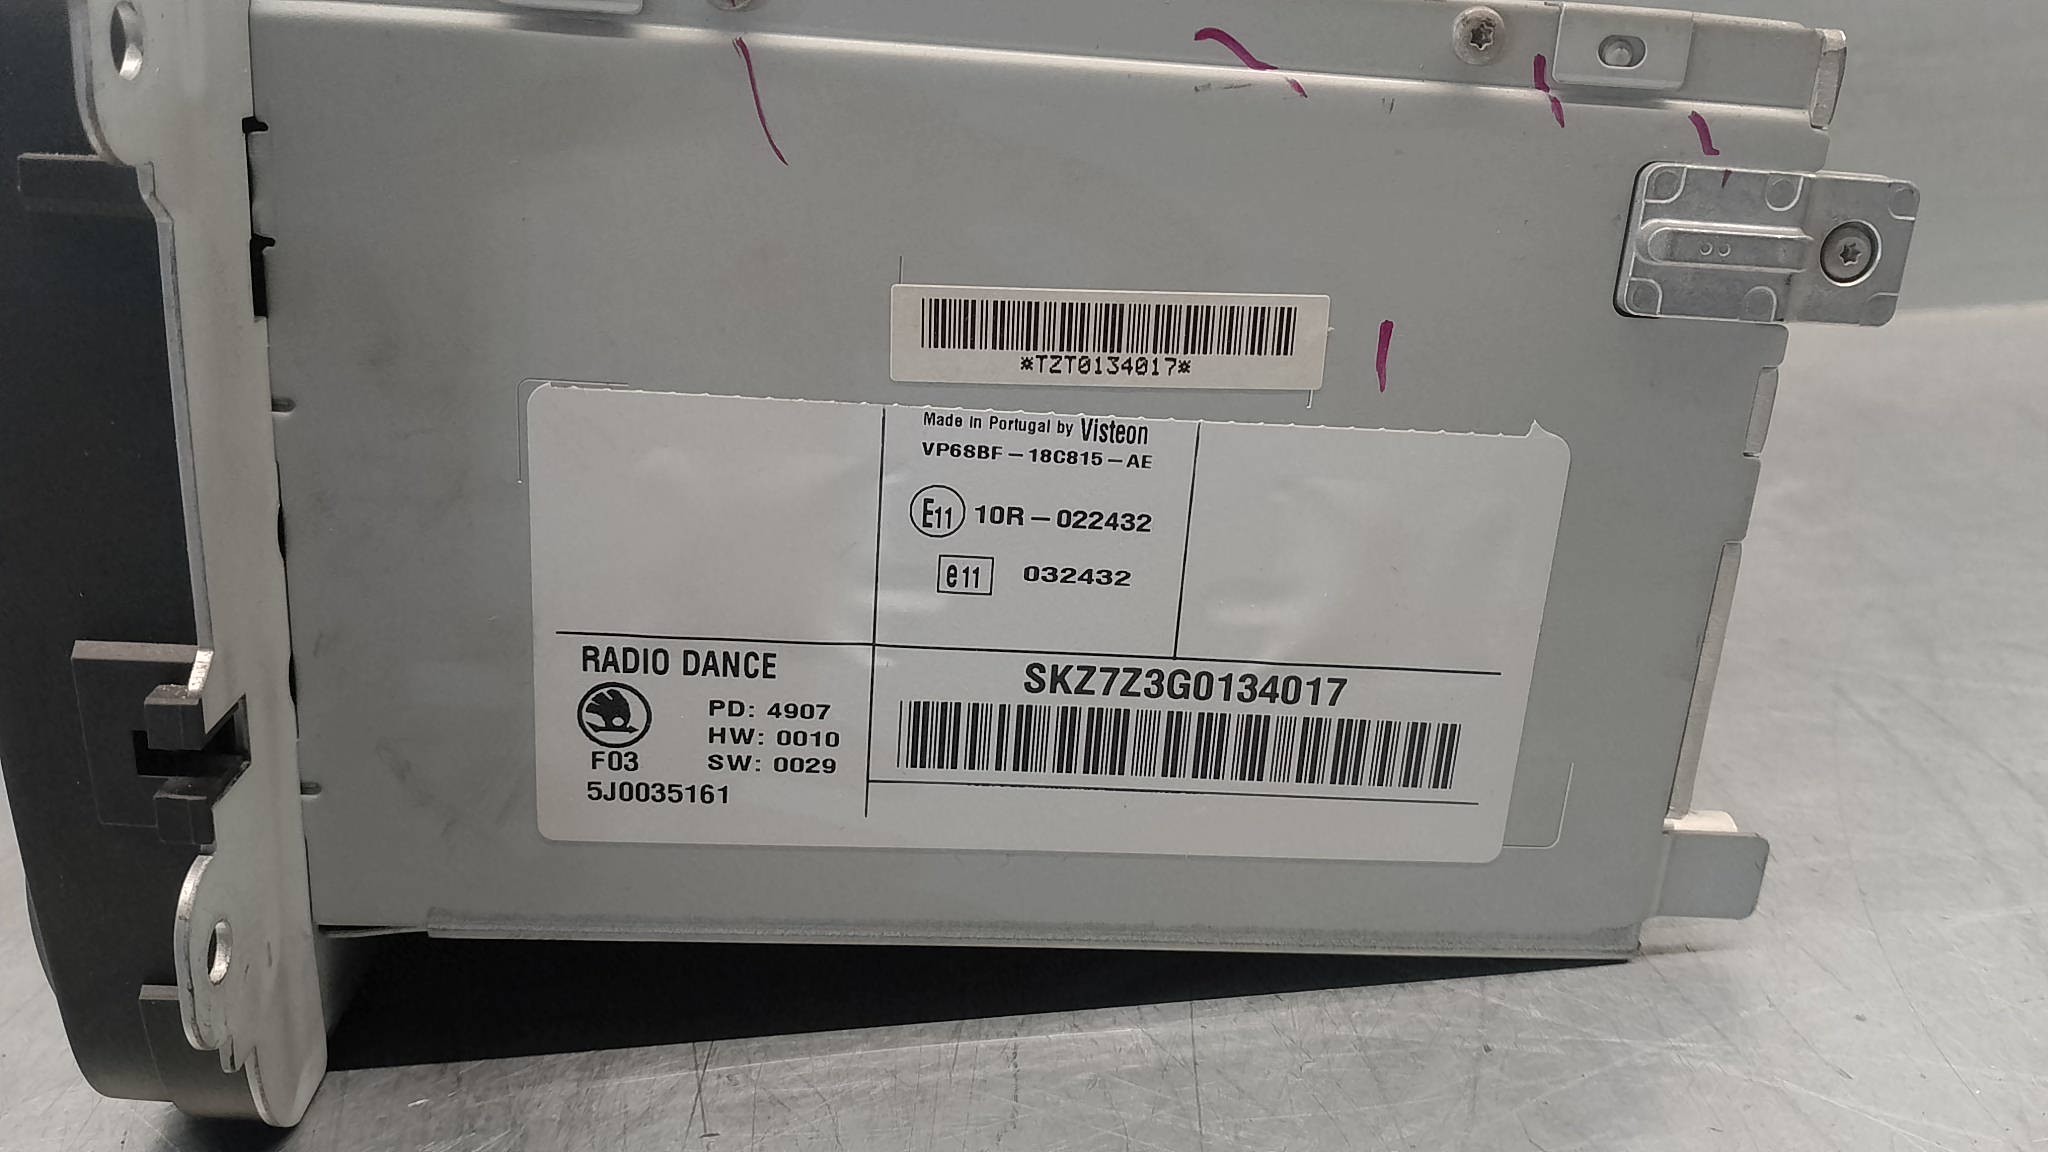 *TZT0134017*
Made in Portugal by Visteon
VP68BF-18C815-AE
E11 10R-022432
e11 032432
RADIO DANCE
PD: 4907
HW: 0010
F03 SW: 0029
5J0035161
SKZ7Z3G0134017